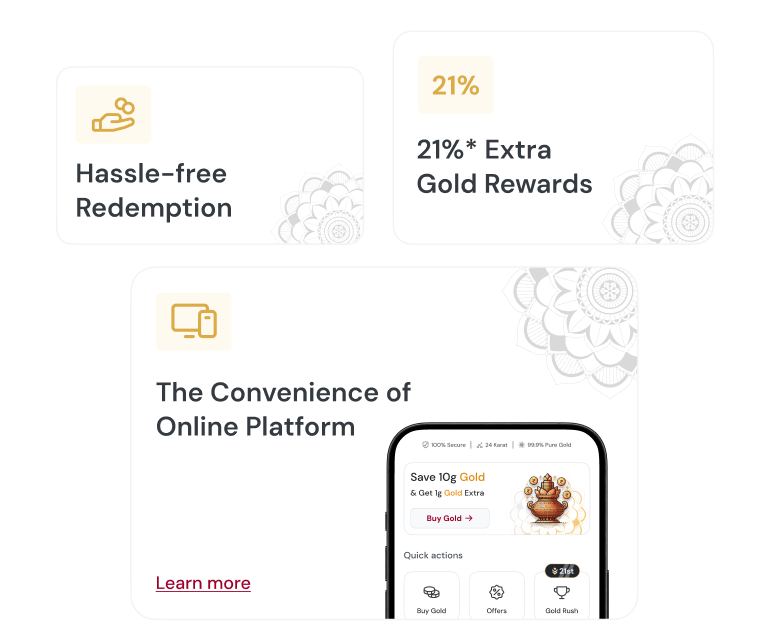 Hassle-free
Redemption
21%
21%* Extra
Gold Rewards
The Convenience of
Online Platform
Learn more
100% Secure | 24 Karat | 99.9% Pure Gold
Save 10g Gold
& Get 1g Gold Extra
Buy Gold →
Quick actions
21st
Buy Gold
Offers
Gold Rush